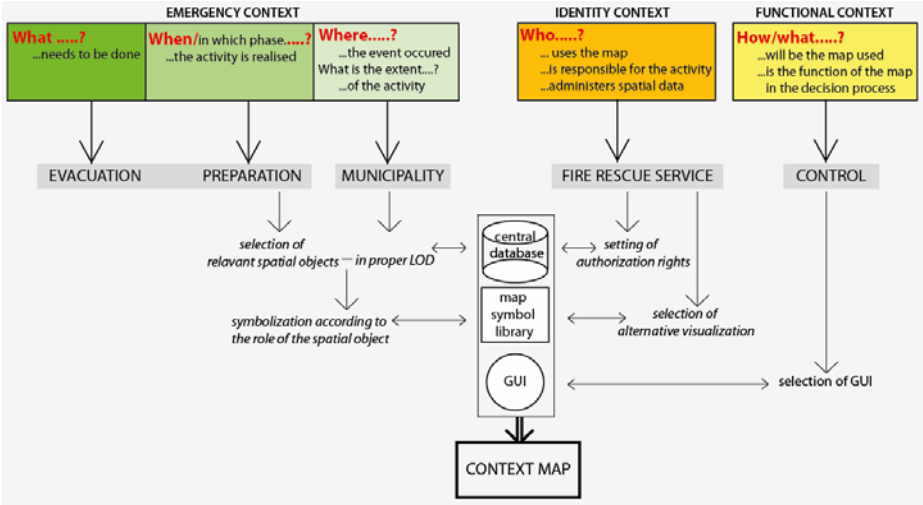 EMERGENCY CONTEXT
IDENTITY CONTEXT
FUNCTIONAL CONTEXT
What .....?
...needs to be done
When/in which phase.....?
...the activity is realised
Where.....?
...the event occured
What is the extent....?
...of the activity
Who.....?
... uses the map
...is responsible for the activity
...administers spatial data
How/what.....?
...will be the map used
...is the function of the map
in the decision process
EVACUATION
PREPARATION
MUNICIPALITY
FIRE RESCUE SERVICE
CONTROL
selection of
relavant spatial objects
— in proper LOD
central
database
setting of
authorization rights
symbolization according to
the role of the spatial object
map
symbol
library
selection of
alternative visualization
GUI
selection of GUI
CONTEXT MAP